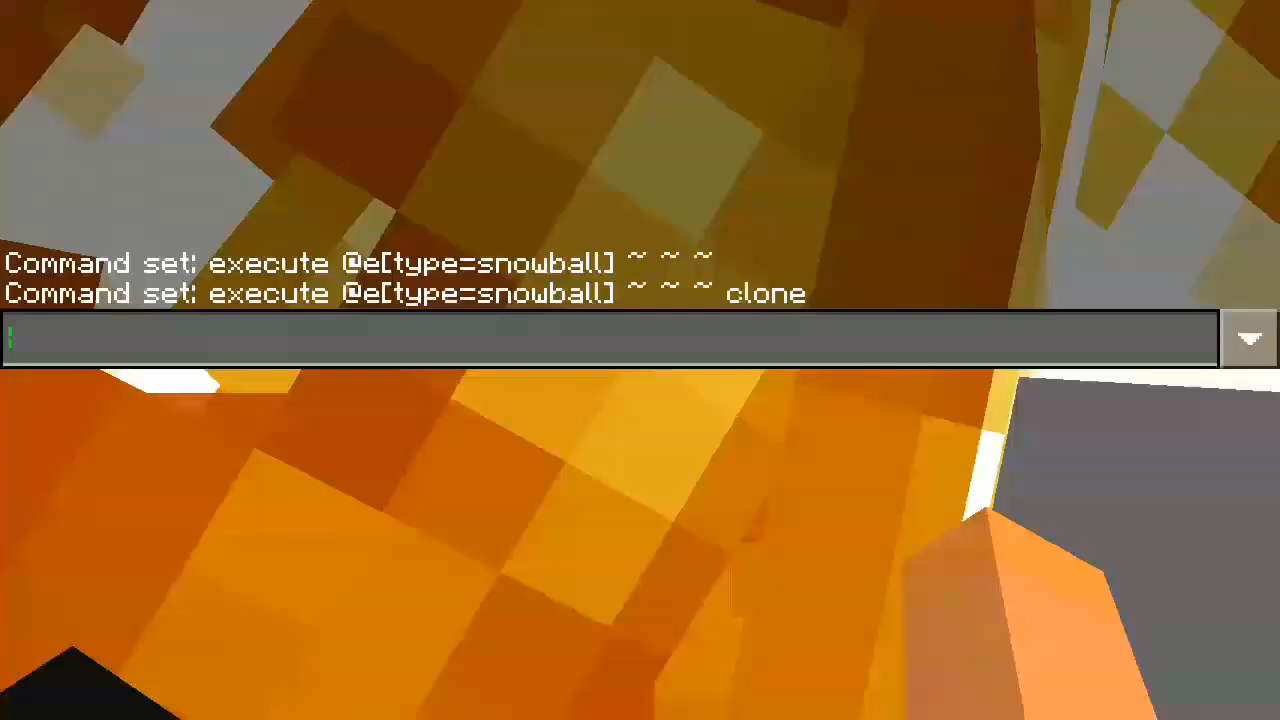 Command set: execute @e[type=snowball] ~ ~ ~
Command set: execute @e[type=snowball] ~ ~ ~ clone